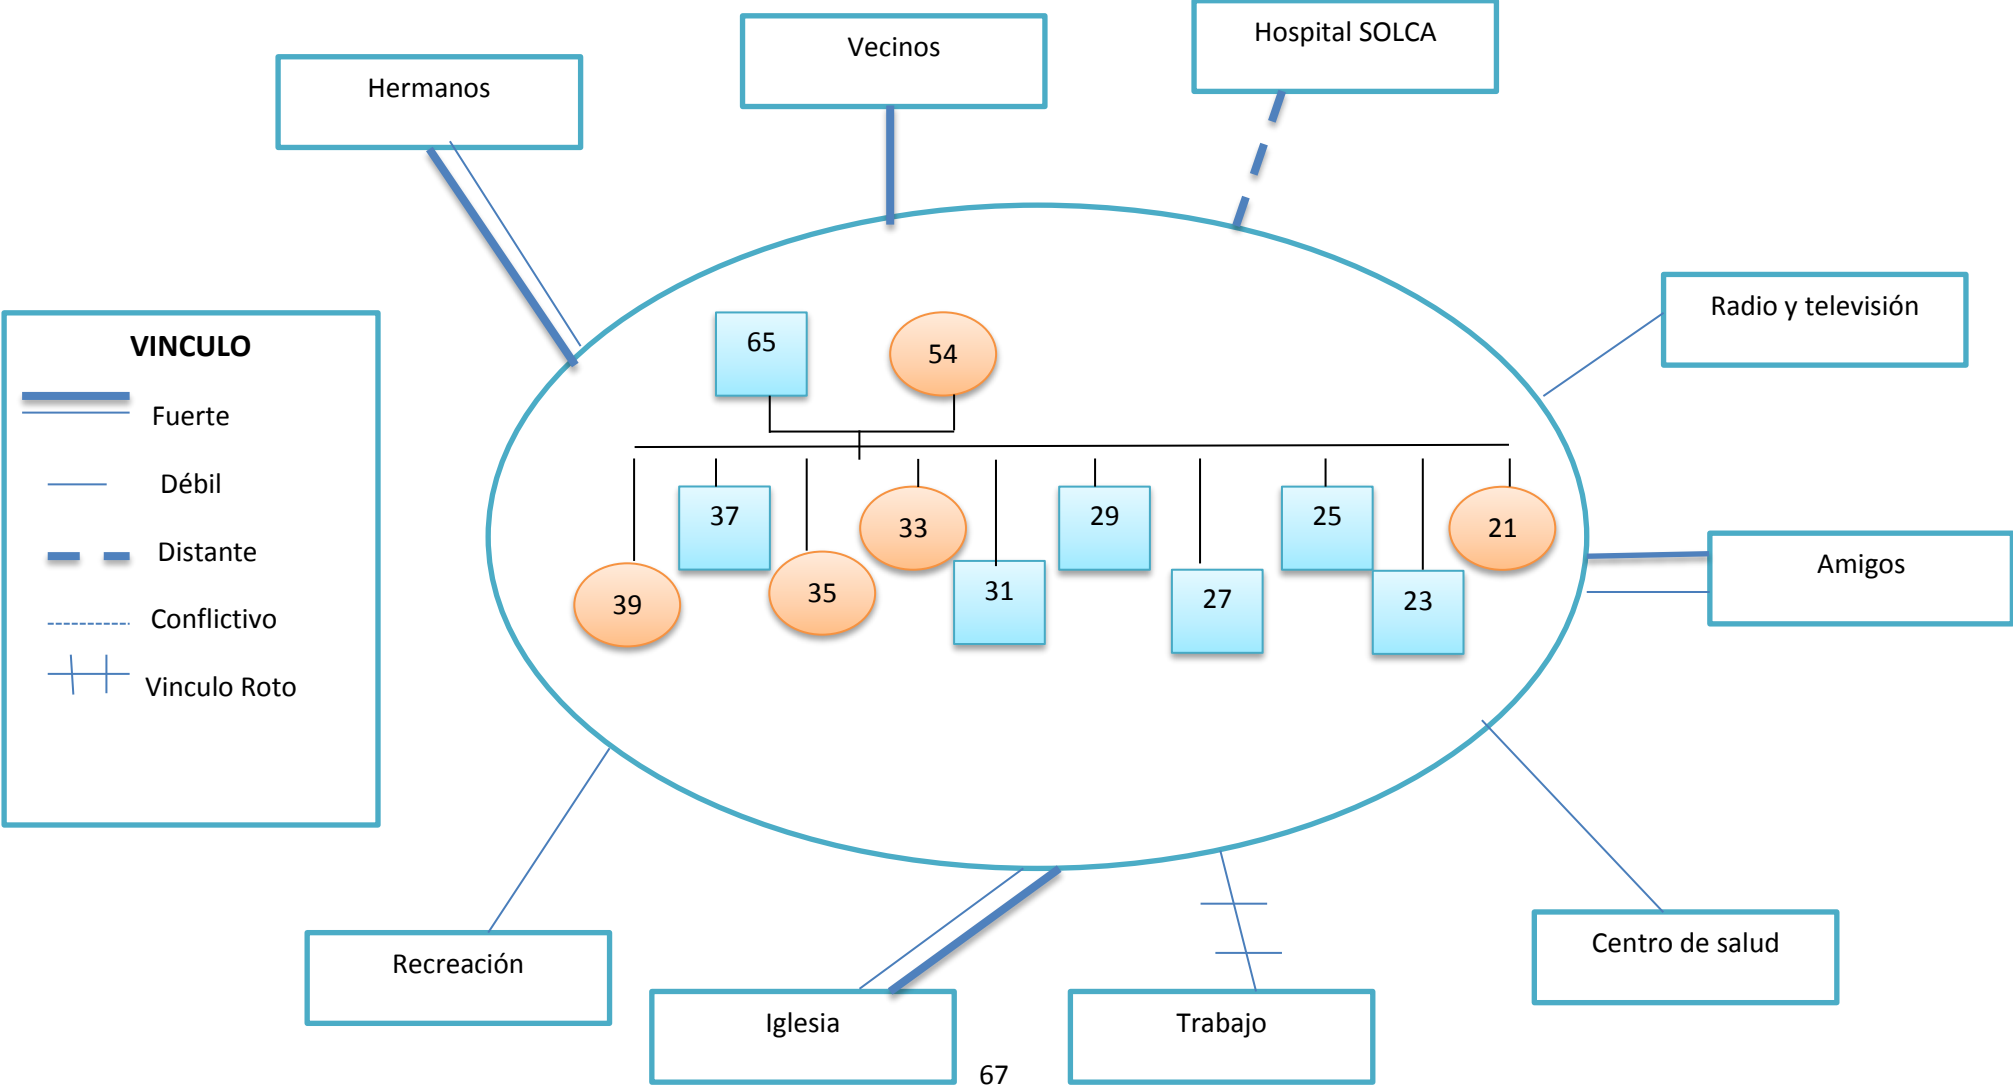 Hospital SOLCA
Vecinos
Hermanos
Radio y televisión
VINCULO
Fuerte
Débil
Distante
Conflictivo
Vinculo Roto
65
54
37
33
29
25
21
39
35
31
27
23
Amigos
Centro de salud
Recreación
Iglesia
Trabajo
67